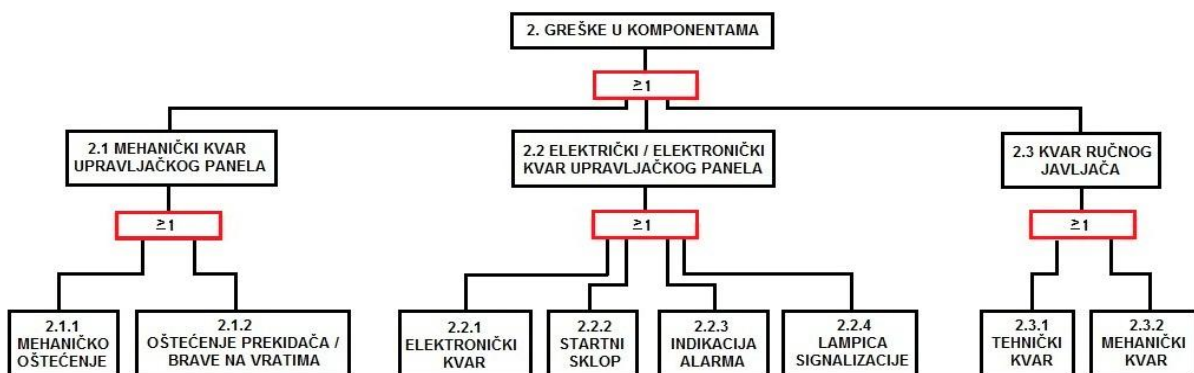 2. GREŠKE U KOMPONENTAMA
≥1
2.1 MEHANIČKI KVAR
UPRAVLJAČKOG PANELA
2.2 ELEKTRIČKI / ELEKTRONIČKI
KVAR UPRAVLJAČKOG PANELA
2.3 KVAR RUČNOG
JAVLJAČA
≥1
≥1
≥1
2.1.1
MEHANIČKO
OŠTEĆENJE
2.1.2
OŠTEĆENJE PREKIDAČA /
BRAVE NA VRATIMA
2.2.1
ELEKTRONIČKI
KVAR
2.2.2
STARTNI
SKLOP
2.2.3
INDIKACIJA
ALARMA
2.2.4
LAMPICA
SIGNALIZACIJE
2.3.1
TEHNIČKI
KVAR
2.3.2
MEHANIČKI
KVAR